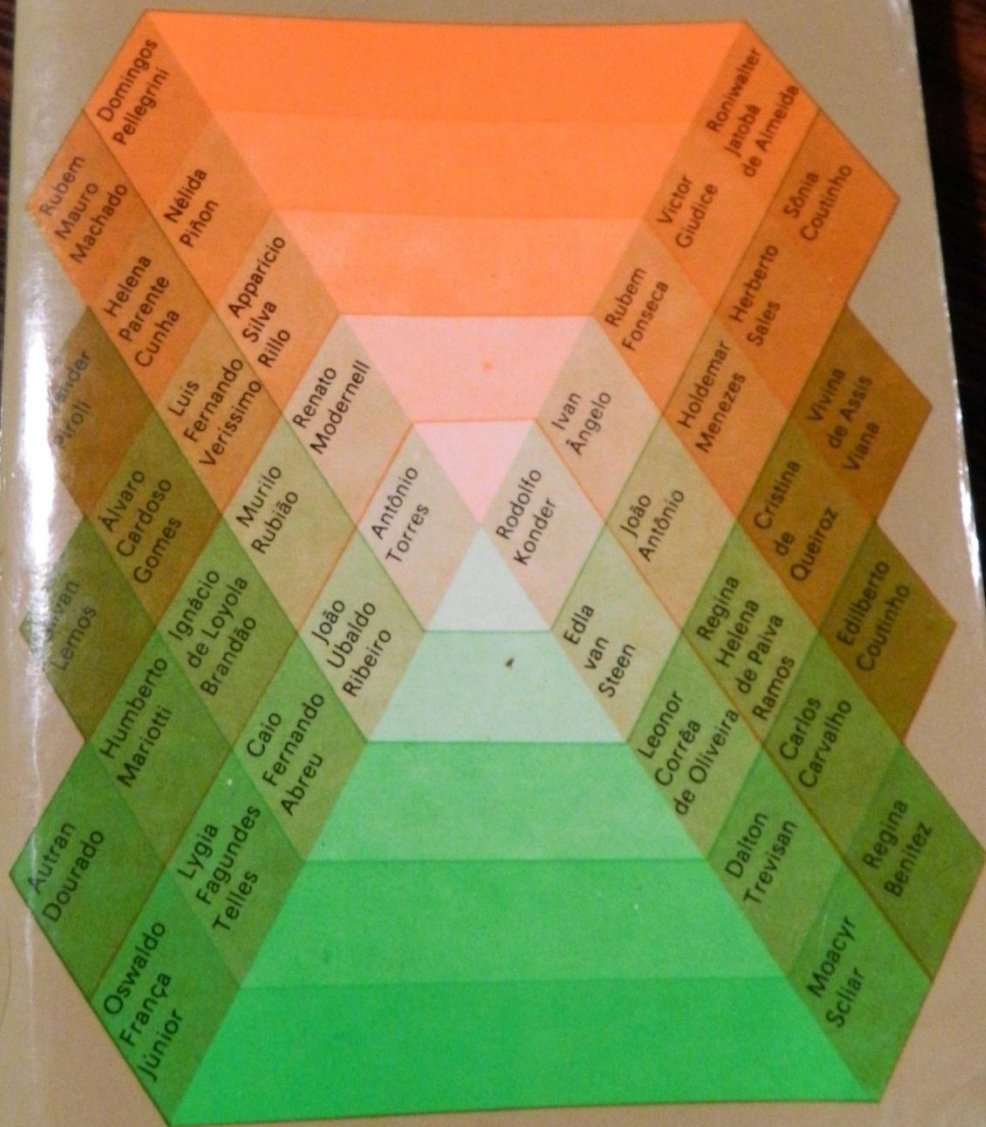 Domingos
Pellegrini
Rubem
Mauro
Machado
Nélida
Piñon
Helena
Parente
Cunha
Apparicio
Silva
Rillo
Luis
Fernando
Verissimo
Renato
Modernell
Álvaro
Cardoso
Gomes
Murilo
Rubião
Antônio
Torres
Lemos
Ignácio
de Loyola
Brandão
João
Ubaldo
Ribeiro
Humberto
Mariotti
Caio
Fernando
Abreu
Autran
Dourado
Lygia
Fagundes
Telles
Oswaldo
França
Júnior
Roniwalter
Jatobá
de Almeida
Victor
Giudice
Sônia
Coutinho
Rubem
Fonseca
Herberto
Sales
Ivan
Ângelo
Holdemar
Menezes
Vivina
de Assis
Viana
Rodolfo
Konder
João
Antônio
Cristina
de
Queiroz
Edla
van
Steen
Regina
Helena
de Paiva
Ramos
Edilberto
Coutinho
Leonor
Corrêa
de Oliveira
Carlos
Carvalho
Dalton
Trevisan
Regina
Benitez
Moacyr
Scliar